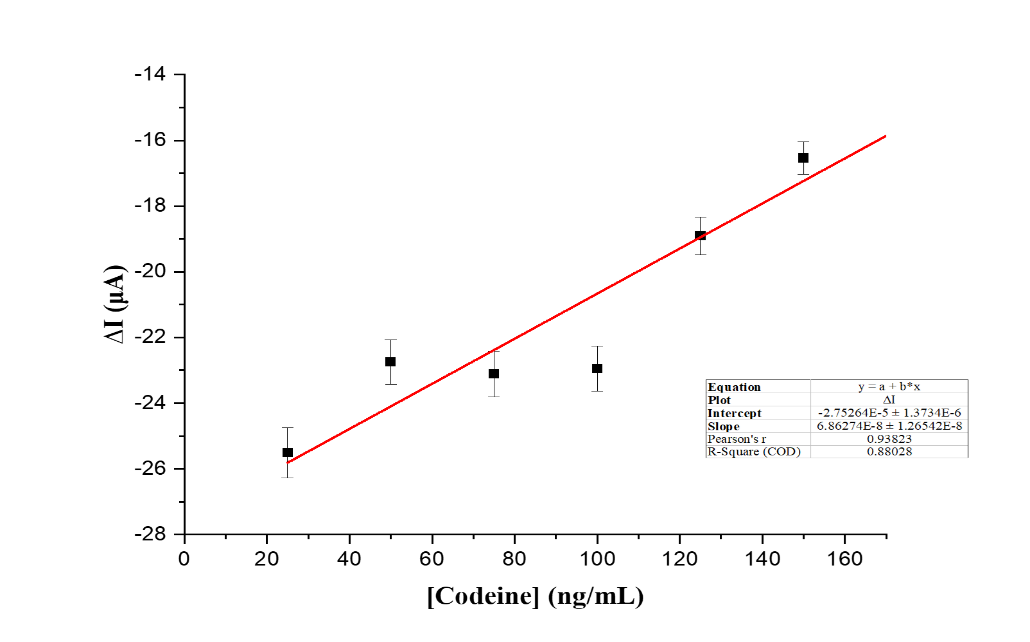 -14
-16
-18
-20
-22
-24
-26
-28
ΔI (μA)
0 20 40 60 80 100 120 140 160
[Codeine] (ng/mL)
Equation y = a + b*x
Plot ΔI
Intercept -2.75264E-5 ± 1.3734E-6
Slope 6.86274E-8 ± 1.26542E-8
Pearson's r 0.93823
R-Square (COD) 0.88028